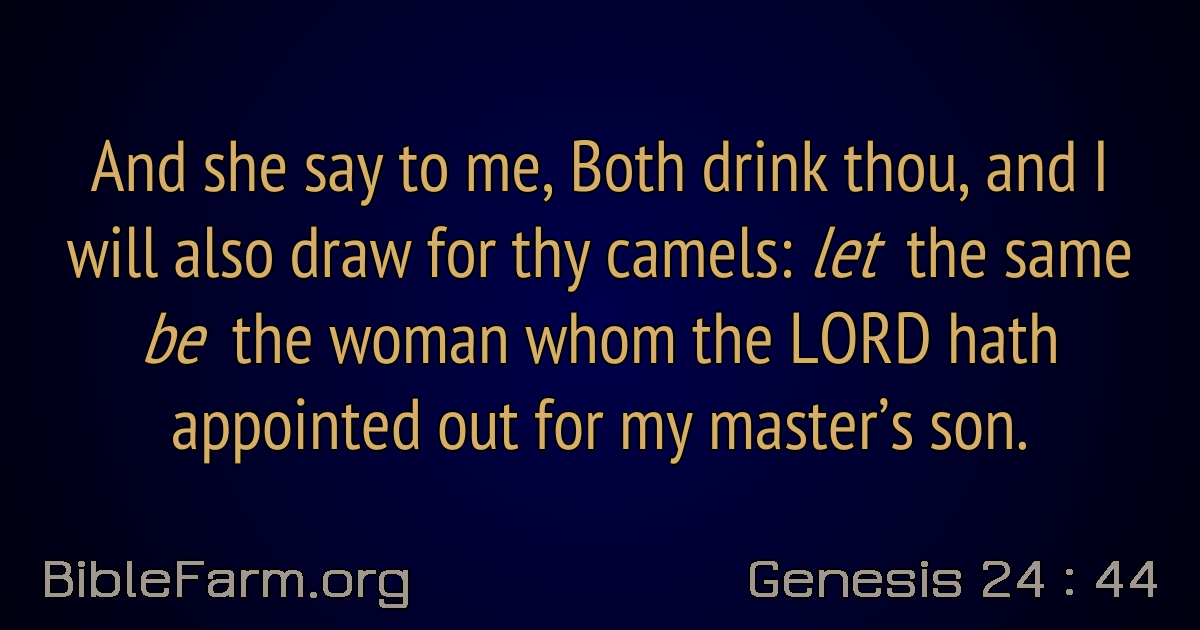 And she say to me, Both drink thou, and I
will also draw for thy camels: let the same
be the woman whom the LORD hath
appointed out for my master’s son.
BibleFarm.org
Genesis 24 : 44